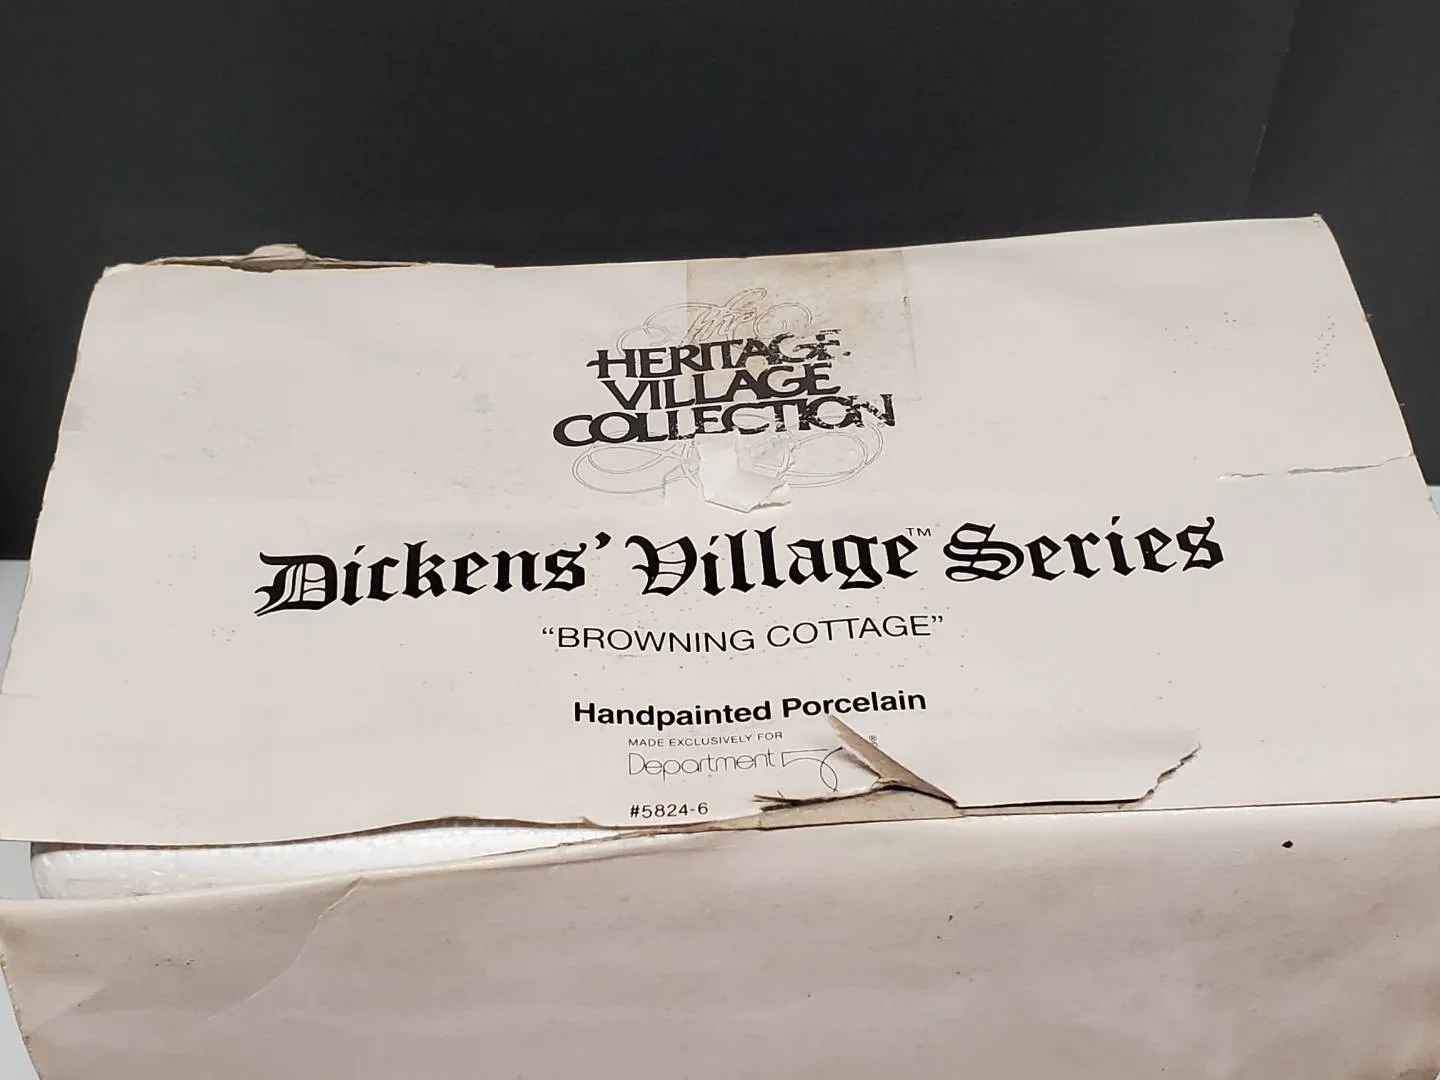 The
HERITAGE
VILLAGE
COLLECTION
Dickens' Village™ Series
“BROWNING COTTAGE”
Handpainted Porcelain
MADE EXCLUSIVELY FOR
Department 56®
#5824-6